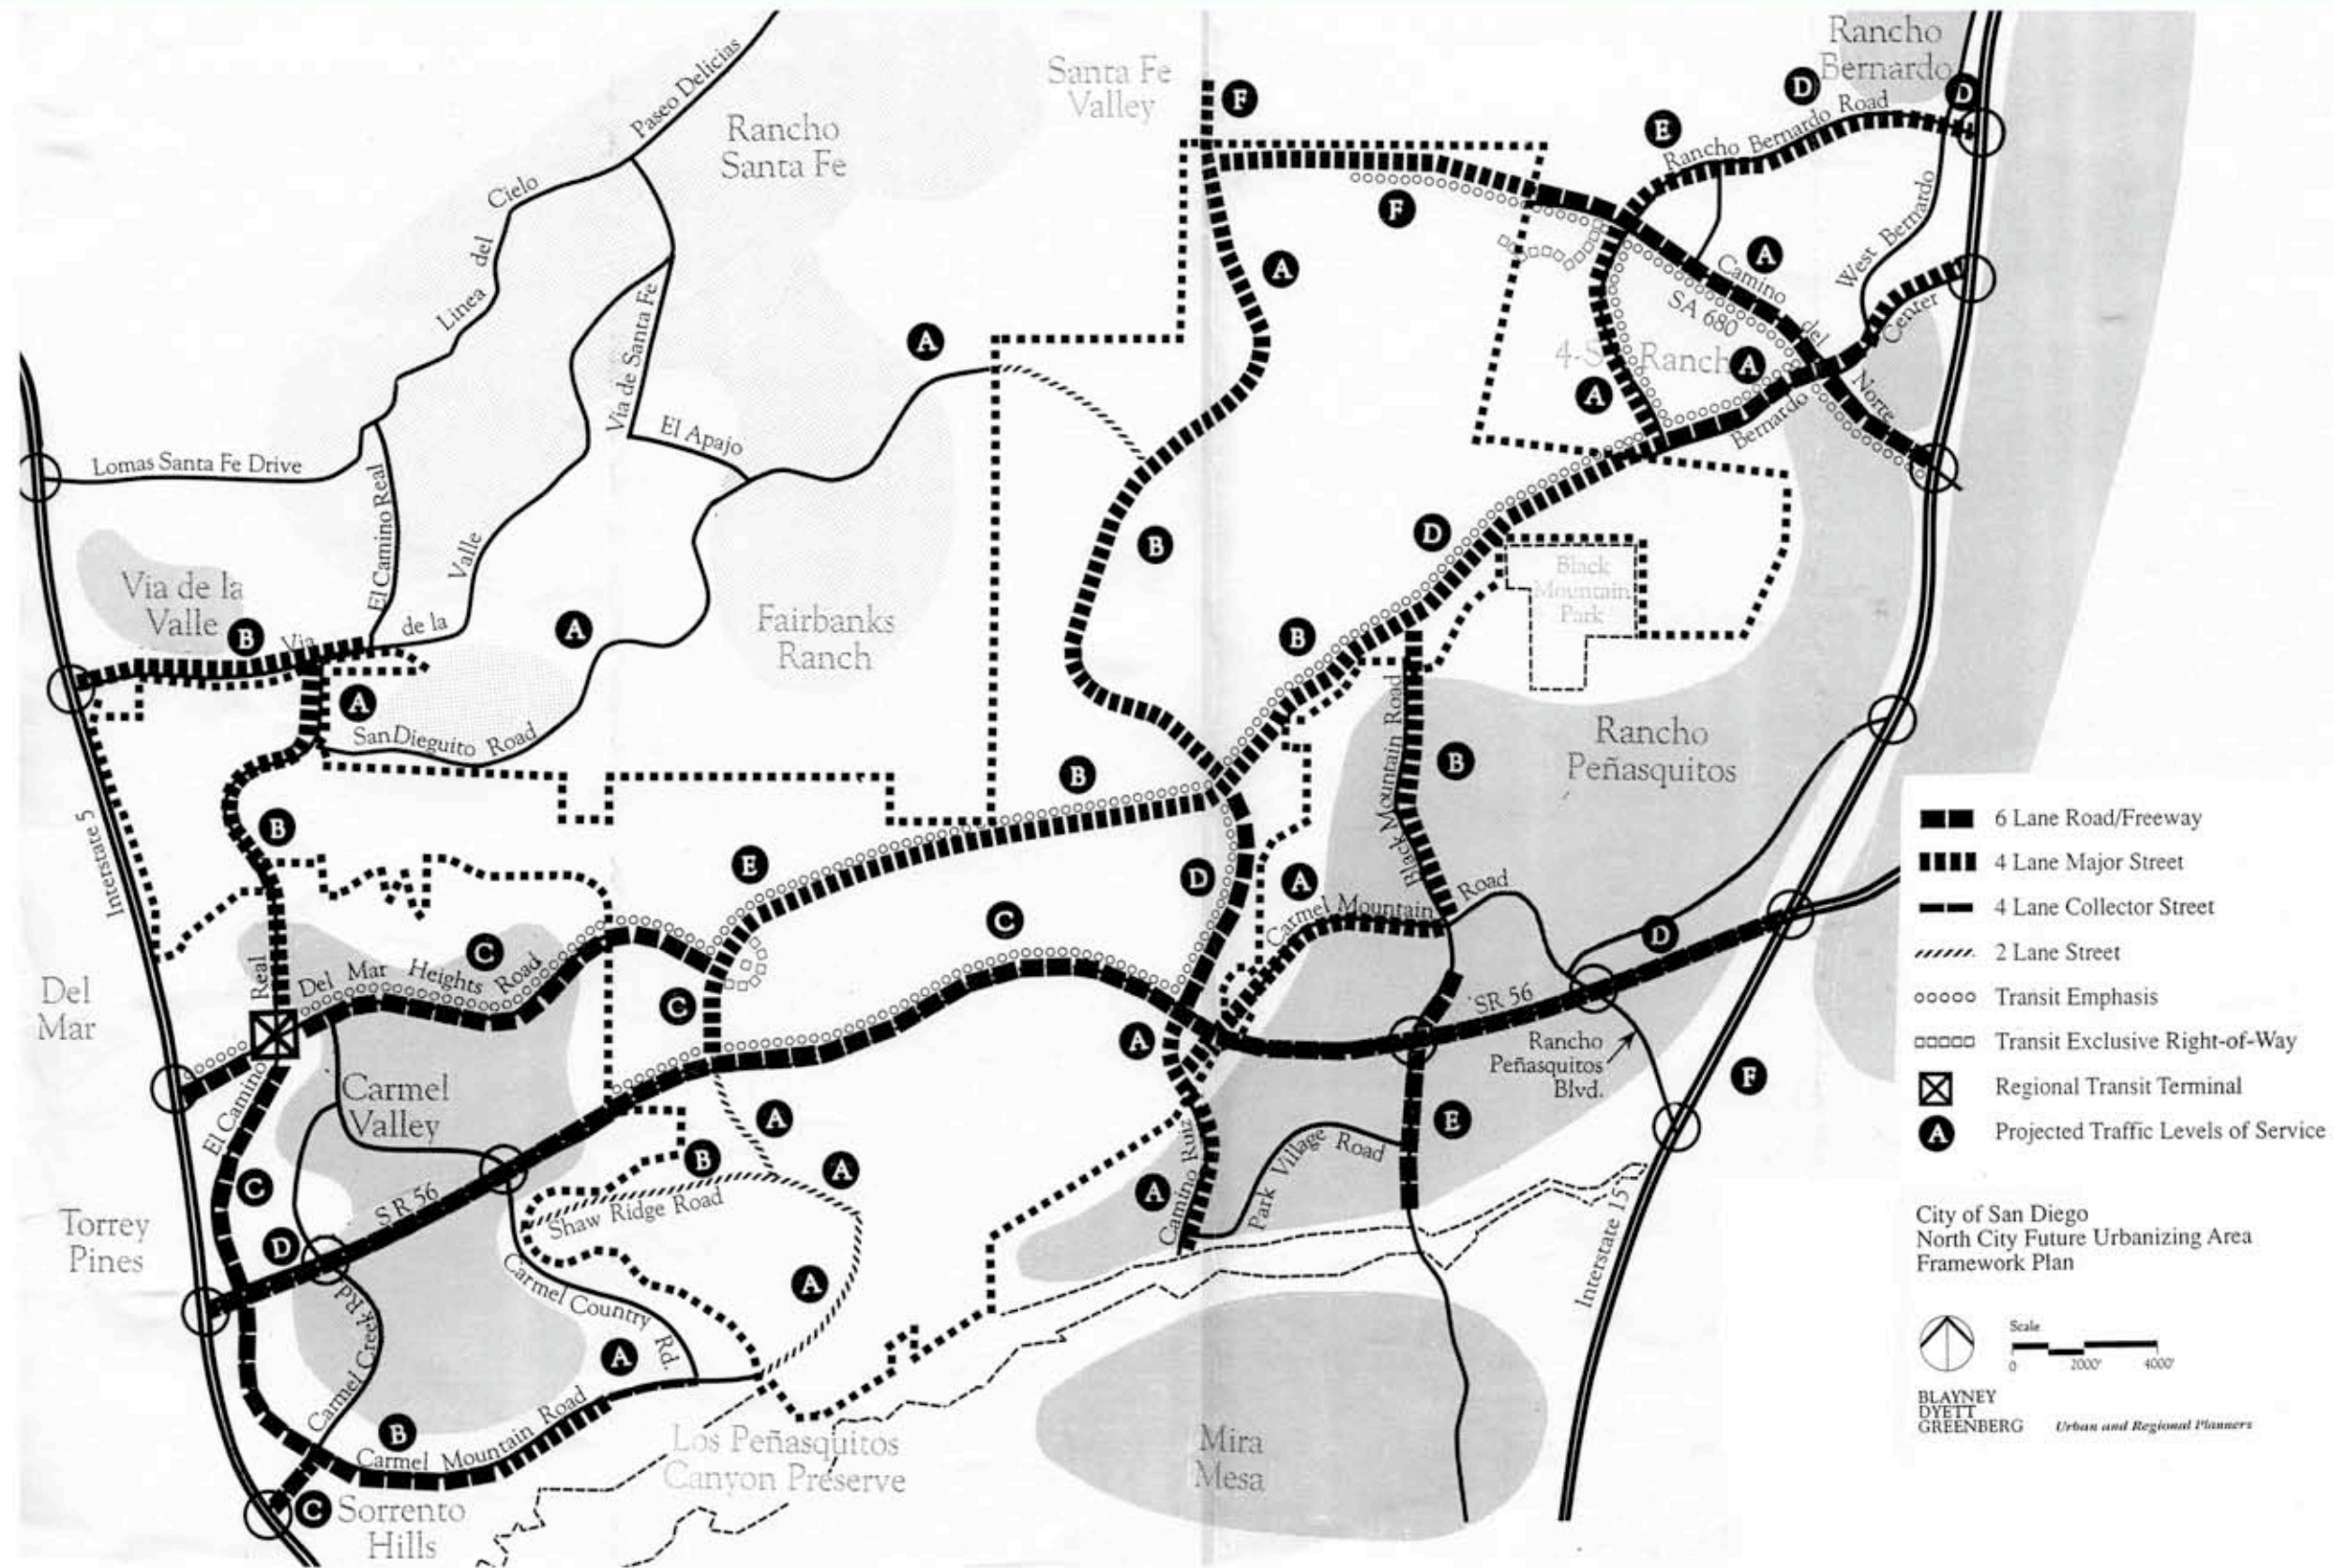 Rancho
Bernardo
Santa Fe
Valley
Paseo Delicias
Rancho
Santa Fe
F
D
D
E
Rancho Bernardo Road
F
Cielo
del
Linea
A
A
Camino
del
Norte
SA 680
West Bernardo
Center
Via de Santa Fe
A
4-S Ranch
A
A
Bernardo
El Apajo
Lomas Santa Fe Drive
El Camino Real
Valle
de la
Via
B
D
Via de la
Valle
B
A
B
Black
Mountain
Park
Fairbanks
Ranch
A
San Dieguito Road
Rancho
Peñasquitos
Black Mountain Road
B
B
B
Interstate 5
E
D
A
Carmel Mountain Road
C
C
D
Del
Mar
Real
Del Mar Heights Road
C
SR 56
A
Rancho
Peñasquitos
Blvd.
F
El Camino
Carmel
Valley
A
E
B
A
Park Village Road
C
A
Camino Ruiz
SR 56
Shaw Ridge Road
Torrey
Pines
D
A
Carmel Country Rd.
Interstate 15
Carmel Creek Rd
A
B
Carmel Mountain Road
Los Peñasquitos
Canyon Preserve
Mira
Mesa
C
Sorrento
Hills
6 Lane Road/Freeway
4 Lane Major Street
4 Lane Collector Street
2 Lane Street
Transit Emphasis
Transit Exclusive Right-of-Way
Regional Transit Terminal
A Projected Traffic Levels of Service
City of San Diego
North City Future Urbanizing Area
Framework Plan
Scale
0 2000' 4000'
BLAYNEY
DYETT
GREENBERG Urban and Regional Planners